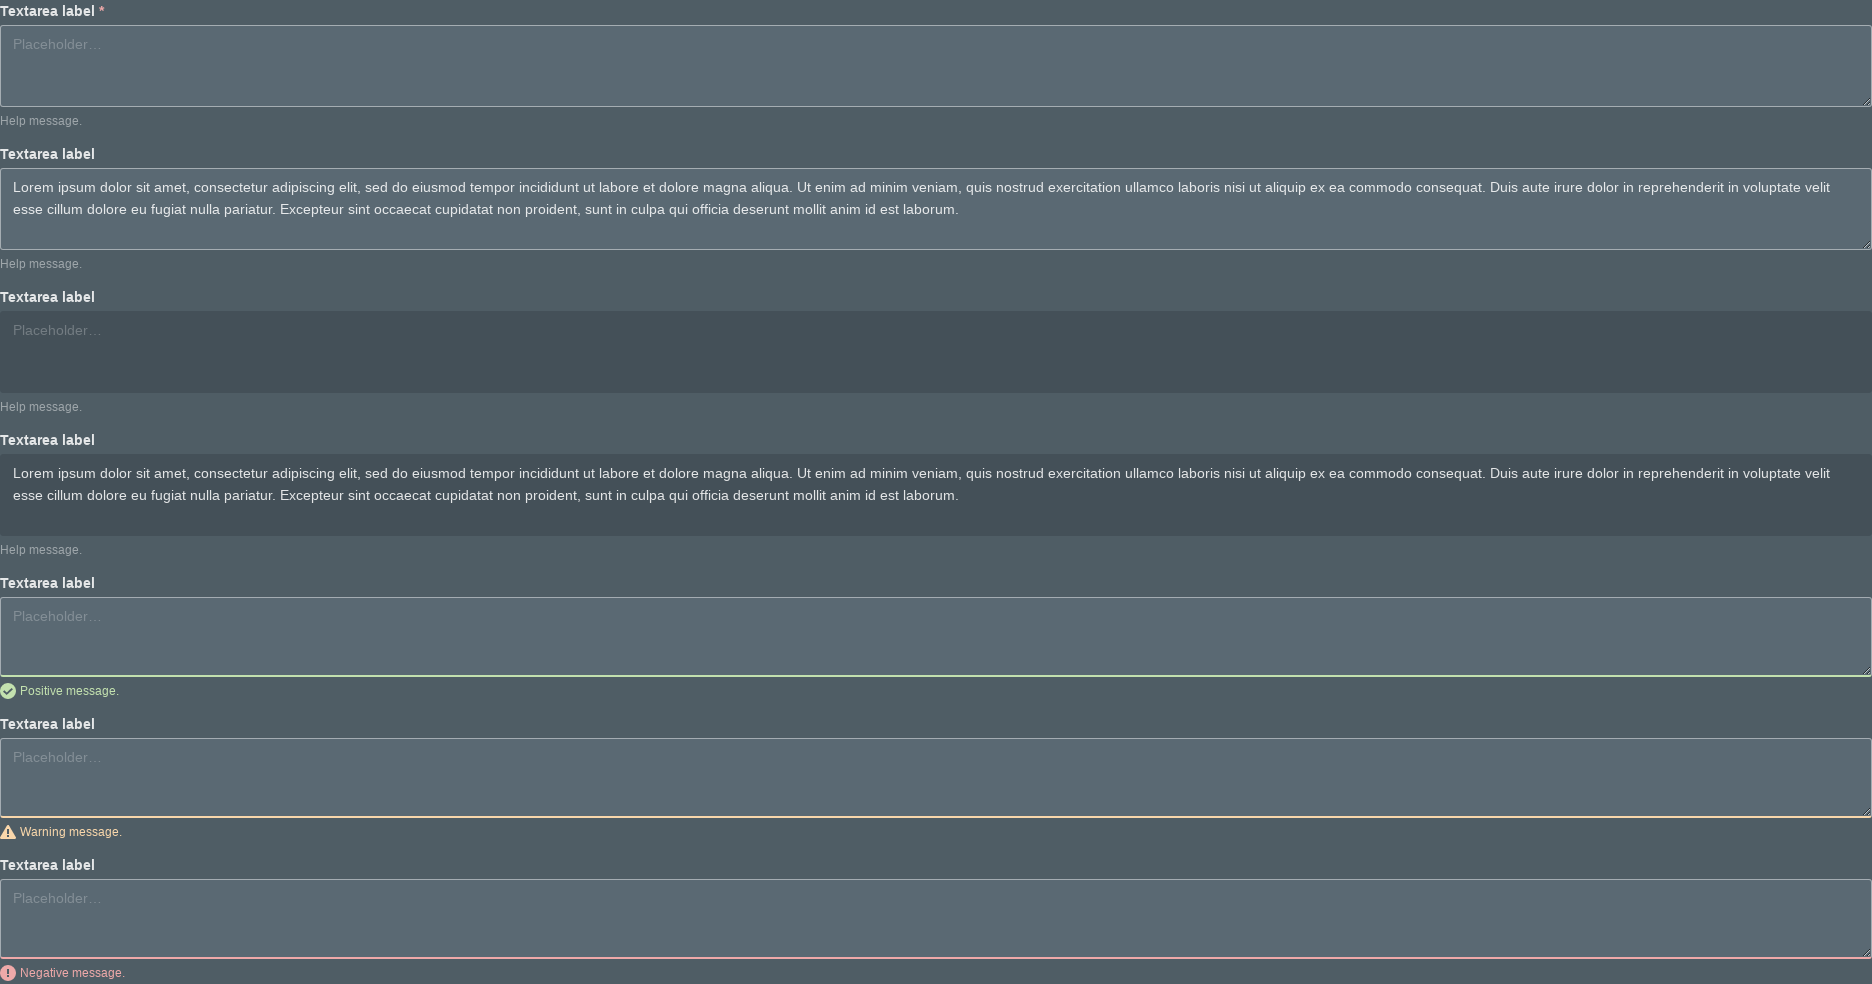 Textarea label *
Placeholder…
Help message.
Textarea label
Lorem ipsum dolor sit amet, consectetur adipiscing elit, sed do eiusmod tempor incididunt ut labore et dolore magna aliqua. Ut enim ad minim veniam, quis nostrud exercitation ullamco laboris nisi ut aliquip ex ea commodo consequat. Duis aute irure dolor in reprehenderit in voluptate velit
esse cillum dolore eu fugiat nulla pariatur. Excepteur sint occaecat cupidatat non proident, sunt in culpa qui officia deserunt mollit anim id est laborum.
Help message.
Textarea label
Placeholder…
Help message.
Textarea label
Lorem ipsum dolor sit amet, consectetur adipiscing elit, sed do eiusmod tempor incididunt ut labore et dolore magna aliqua. Ut enim ad minim veniam, quis nostrud exercitation ullamco laboris nisi ut aliquip ex ea commodo consequat. Duis aute irure dolor in reprehenderit in voluptate velit
esse cillum dolore eu fugiat nulla pariatur. Excepteur sint occaecat cupidatat non proident, sunt in culpa qui officia deserunt mollit anim id est laborum.
Help message.
Textarea label
Placeholder…
Positive message.
Textarea label
Placeholder…
Warning message.
Textarea label
Placeholder…
Negative message.